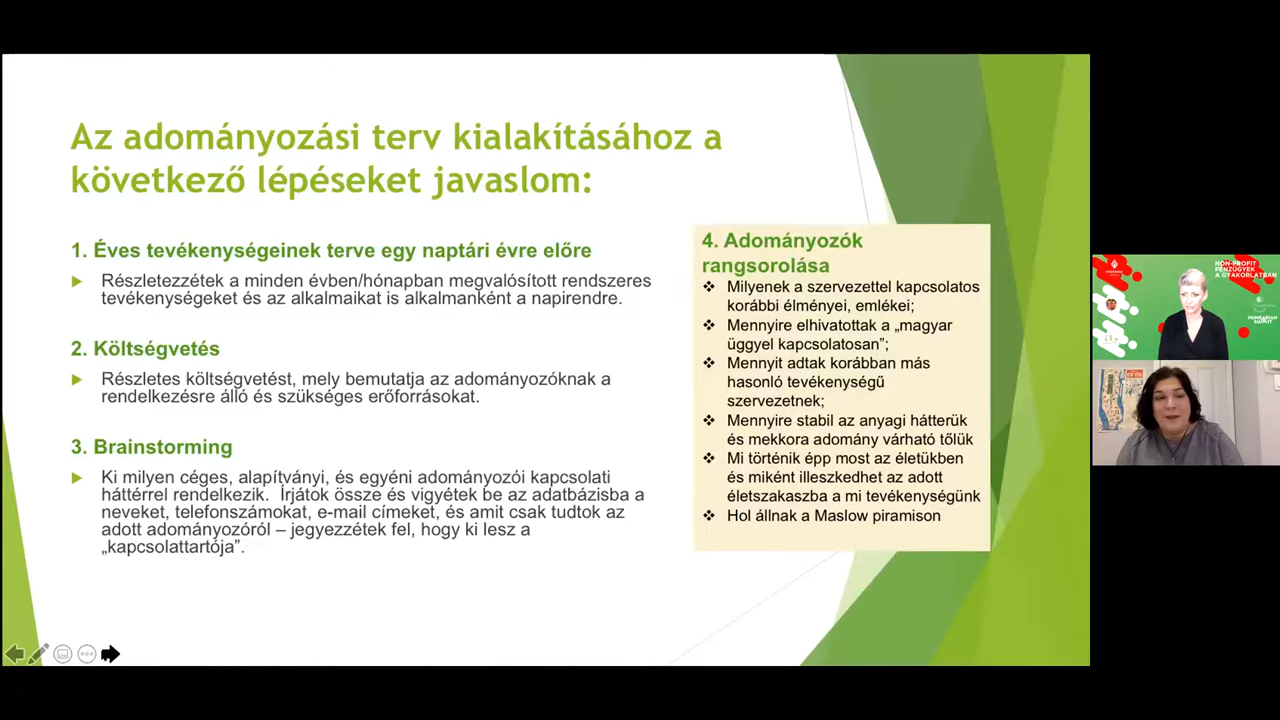 Az adományozási terv kialakításához a
következő lépéseket javaslom:
1. Éves tevékenységeinek terve egy naptári évre előre
Részletezzétek a minden évben/hónapban megvalósított rendszeres
tevékenységeket és az alkalmaikat is alkalmanként a napirendre.
2. Költségvetés
Részletes költségvetést, mely bemutatja az adományozóknak a
rendelkezésre álló és szükséges erőforrásokat.
3. Brainstorming
Ki milyen céges, alapítványi, és egyéni adományozói kapcsolati
háttérrel rendelkezik. Írjátok össze és vigyétek be az adatbázisba a
neveket, telefonszámokat, e-mail címeket, és amit csak tudtok az
adott adományozóról – jegyezzétek fel, hogy ki lesz a
„kapcsolattartója”.
4. Adományozók
rangsorolása
Milyenek a szervezettel kapcsolatos
korábbi élményei, emlékei;
Mennyire elhivatottak a „magyar
üggyel kapcsolatosan”;
Mennyit adtak korábban más
hasonló tevékenységű
szervezetnek;
Mennyire stabil az anyagi hátterük
és mekkora adomány várható tőlük
Mi történik épp most az életükben
és miként illeszkedhet az adott
életszakaszba a mi tevékenységünk
Hol állnak a Maslow piramison
NON-PROFIT
PÉNZÜGYEK
A GYAKORLATBAN
HUNGARIAN
SUMMIT